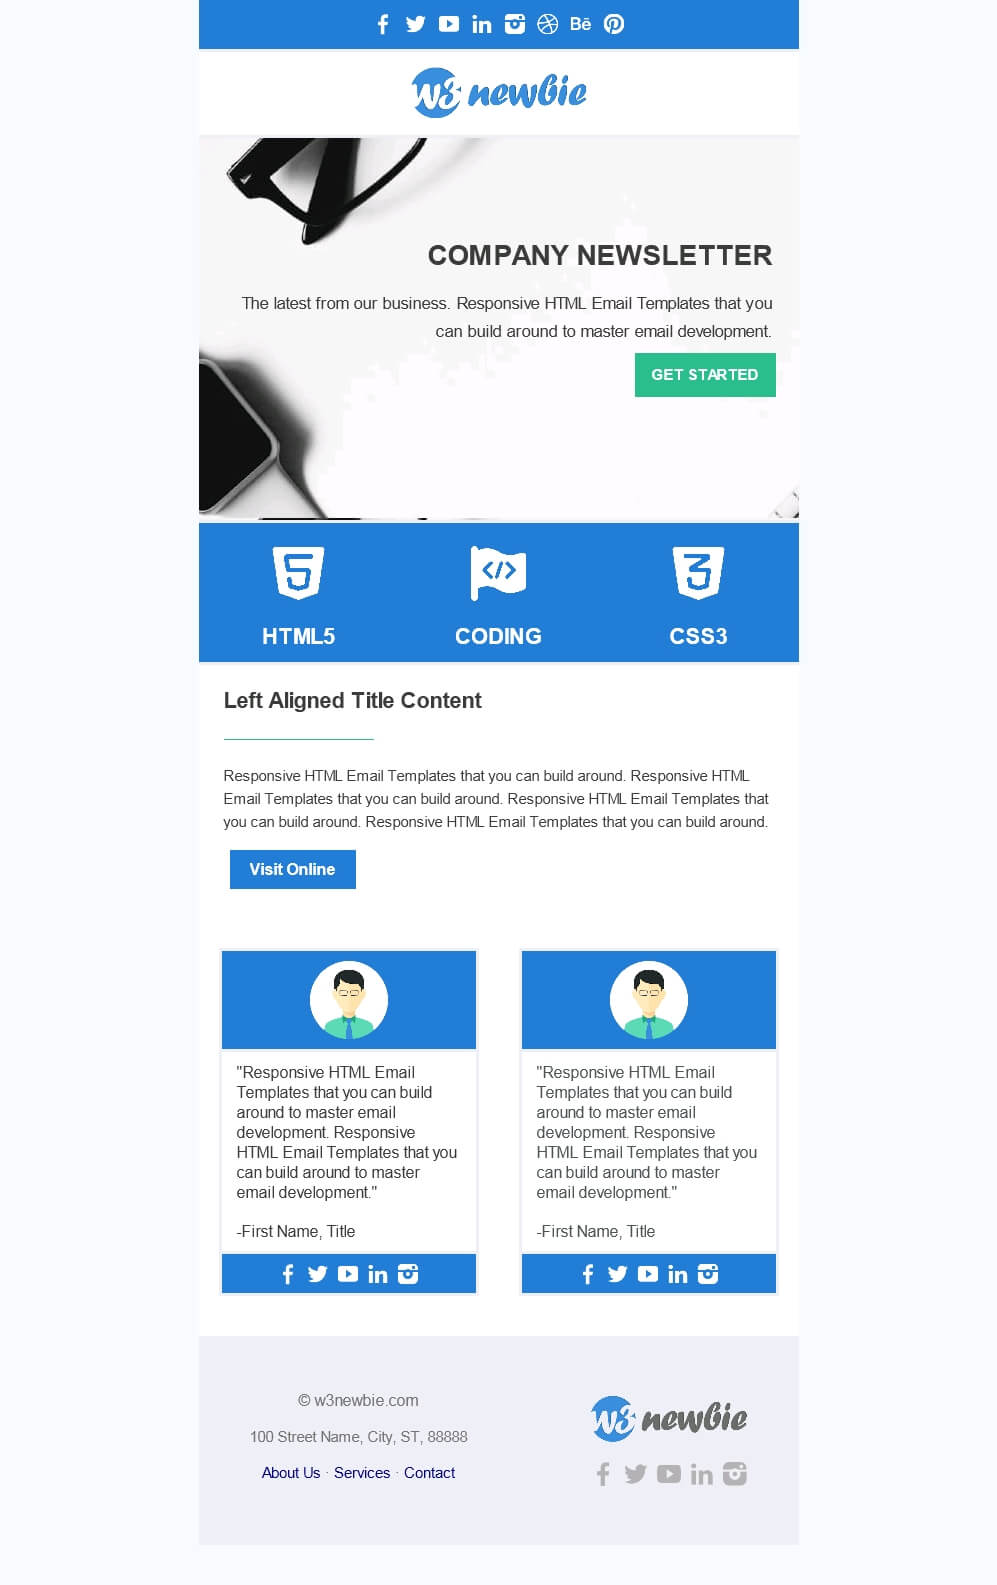 Bē
w3 newbie
COMPANY NEWSLETTER
The latest from our business. Responsive HTML Email Templates that you
can build around to master email development.
GET STARTED
HTML5
CODING
CSS3
Left Aligned Title Content
Responsive HTML Email Templates that you can build around. Responsive HTML
Email Templates that you can build around. Responsive HTML Email Templates that
you can build around. Responsive HTML Email Templates that you can build around.
Visit Online
"Responsive HTML Email
Templates that you can build
around to master email
development. Responsive
HTML Email Templates that you
can build around to master
email development."
-First Name, Title
"Responsive HTML Email
Templates that you can build
around to master email
development. Responsive
HTML Email Templates that you
can build around to master
email development."
-First Name, Title
© w3newbie.com
100 Street Name, City, ST, 88888
About Us · Services · Contact
w3 newbie